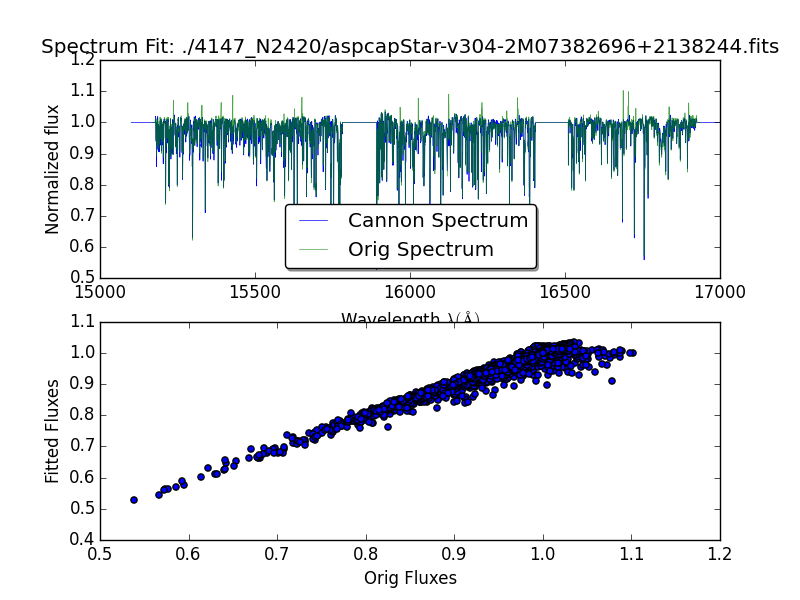 Spectrum Fit: ./4147_N2420/aspcapStar-v304-2M07382696+2138244.fits
1.2
1.1
1.0
0.9
0.8
0.7
0.6
0.5
Normalized flux
Cannon Spectrum
Orig Spectrum
15000 15500 16000 16500 17000
Wavelength λ(Å)
1.1
1.0
0.9
0.8
0.7
0.6
0.5
0.4
Fitted Fluxes
0.5 0.6 0.7 0.8 0.9 1.0 1.1 1.2
Orig Fluxes